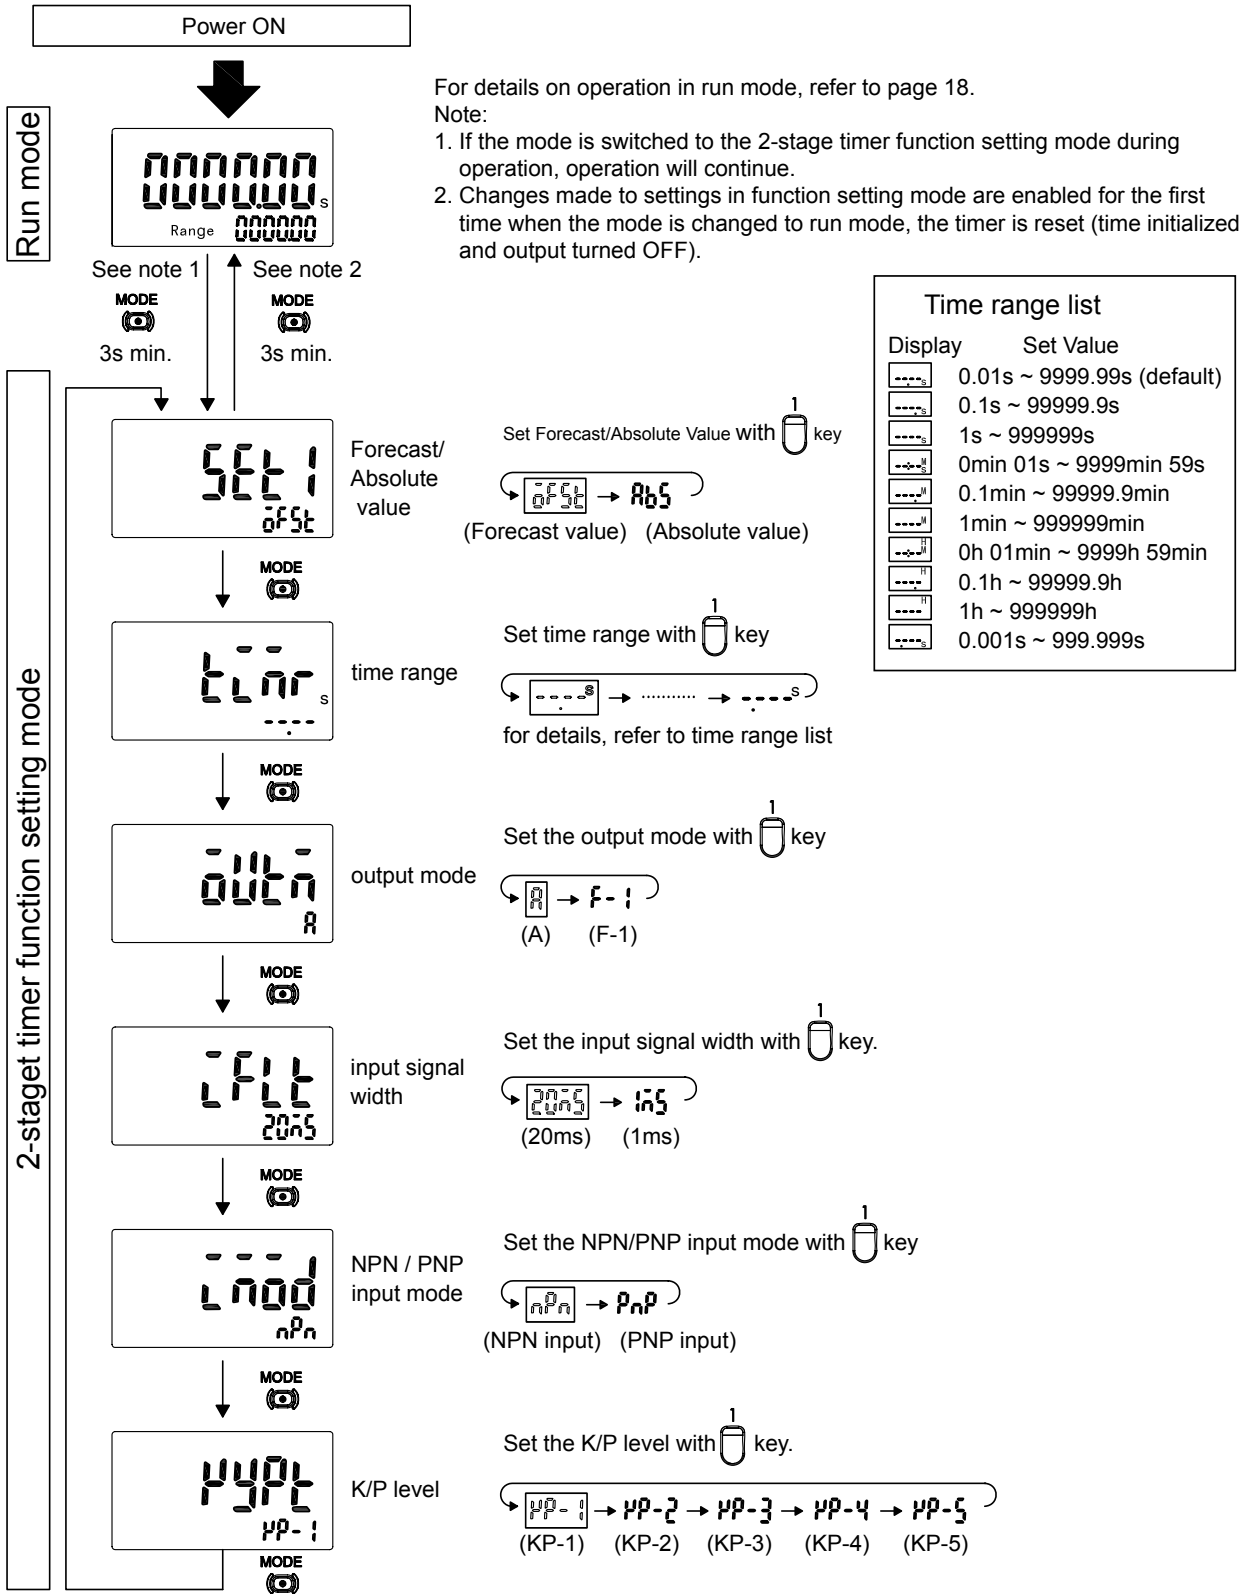 Power ON
Run mode
For details on operation in run mode, refer to page 18.
Note:
1. If the mode is switched to the 2-stage timer function setting mode during
operation, operation will continue.
2. Changes made to settings in function setting mode are enabled for the first
time when the mode is changed to run mode, the timer is reset (time initialized
and output turned OFF).
s
Range
See note 1
See note 2
MODE
MODE
3s min.
3s min.
Time range list
Display Set Value
s 0.01s ~ 9999.99s (default)
s 0.1s ~ 99999.9s
s 1s ~ 999999s
M S 0min 01s ~ 9999min 59s
M 0.1min ~ 99999.9min
M 1min ~ 999999min
H M 0h 01min ~ 9999h 59min
H 0.1h ~ 99999.9h
H 1h ~ 999999h
s 0.001s ~ 999.999s
2-staget timer function setting mode
SEt1
oFSt
Forecast/
Absolute
value
1
Set Forecast/Absolute Value with key
oFSt → AbS
(Forecast value) (Absolute value)
MODE
timr s
----
time range
1
Set time range with key
----s → ·········· → ----s
for details, refer to time range list
MODE
oUtm
A
output mode
1
Set the output mode with key
A → F-1
(A) (F-1)
MODE
iFLt
20mS
input signal
width
1
Set the input signal width with key.
20mS → 1mS
(20ms) (1ms)
MODE
imod
nPn
NPN / PNP
input mode
1
Set the NPN/PNP input mode with key
nPn → PnP
(NPN input) (PNP input)
MODE
KyPt
KP-1
K/P level
1
Set the K/P level with key.
KP-1 → KP-2 → KP-3 → KP-4 → KP-5
(KP-1) (KP-2) (KP-3) (KP-4) (KP-5)
MODE